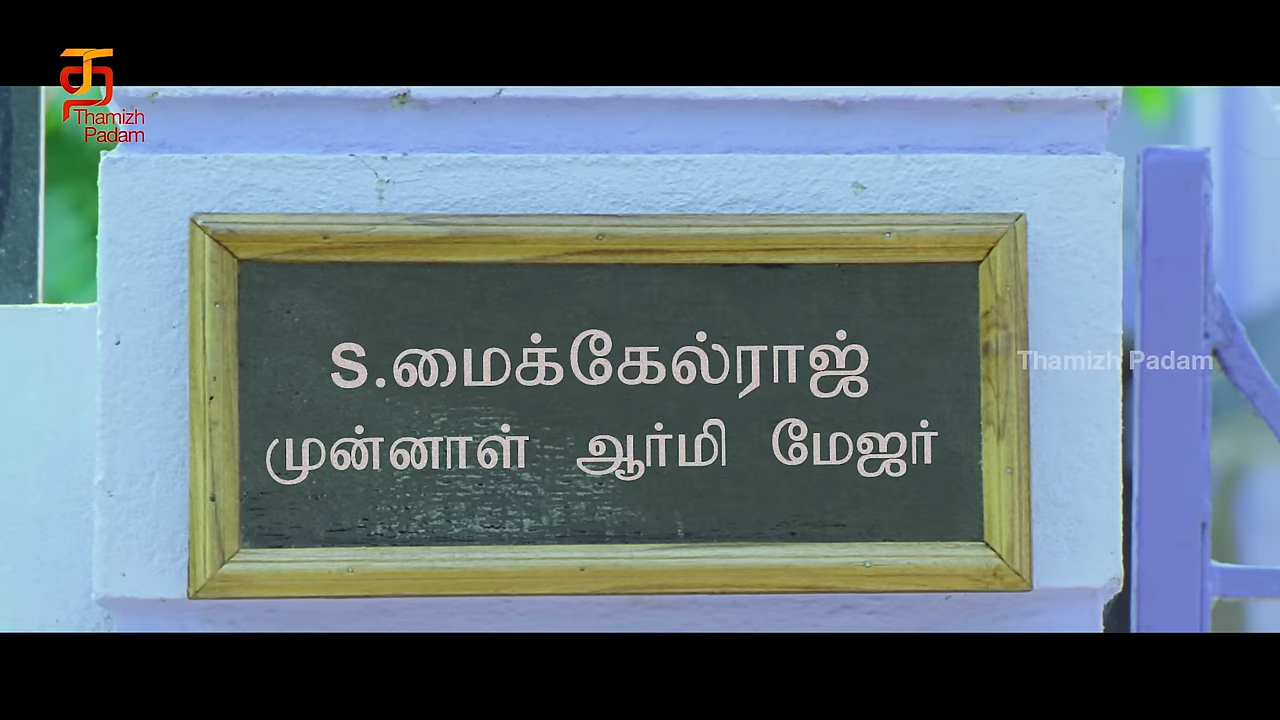 த
Thamizh
Padam
S.மைக்கேல்ராஜ்
Thamizh Padam
முன்னாள் ஆர்மி மேஜர்